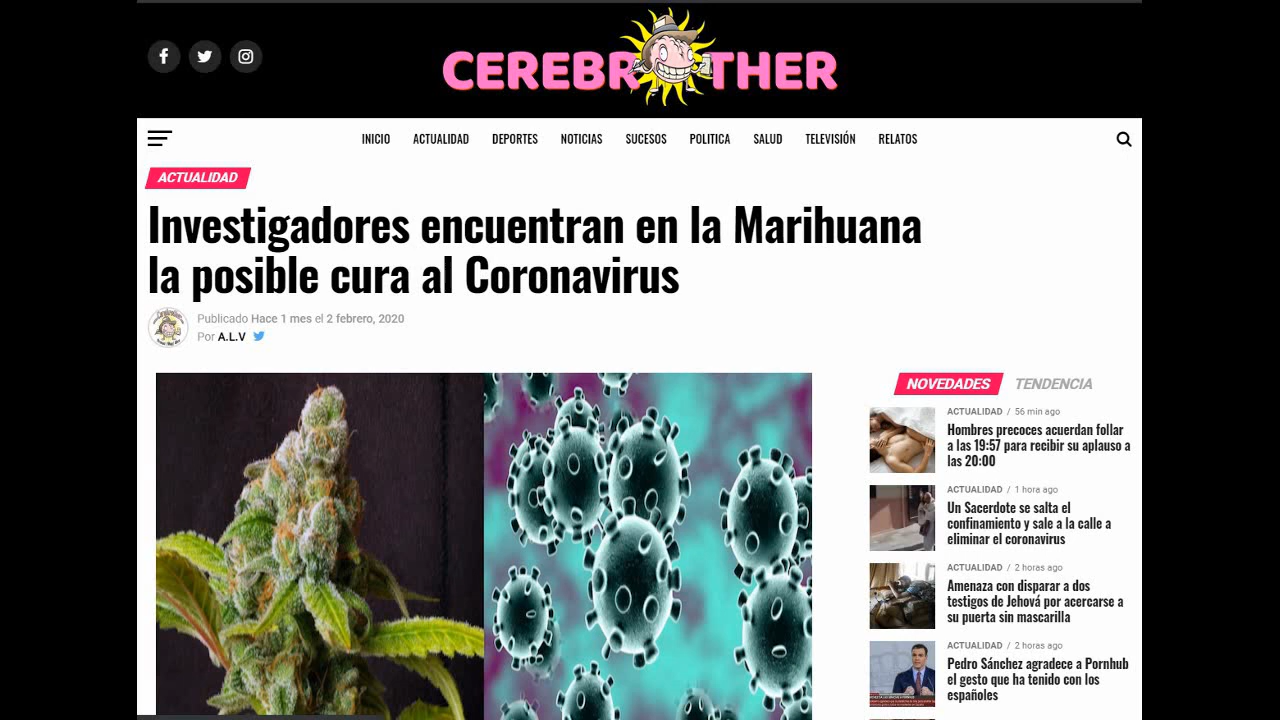 CEREBROTHER
INICIO ACTUALIDAD DEPORTES NOTICIAS SUCESOS POLITICA SALUD TELEVISIÓN RELATOS
ACTUALIDAD
Investigadores encuentran en la Marihuana
la posible cura al Coronavirus
Publicado Hace 1 mes el 2 febrero, 2020
Por A.L.V
NOVEDADES TENDENCIA
ACTUALIDAD / 56 min ago
Hombres precoces acuerdan follar
a las 19:57 para recibir su aplauso a
las 20:00
ACTUALIDAD / 1 hora ago
Un Sacerdote se salta el
confinamiento y sale a la calle a
eliminar el coronavirus
ACTUALIDAD / 2 horas ago
Amenaza con disparar a dos
testigos de Jehová por acercarse a
su puerta sin mascarilla
ACTUALIDAD / 2 horas ago
Pedro Sánchez agradece a Pornhub
el gesto que ha tenido con los
españoles